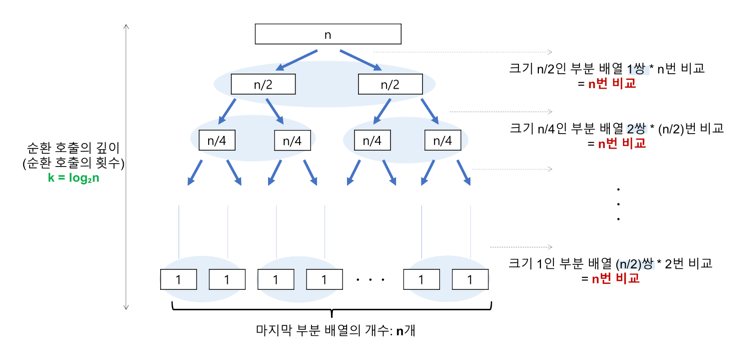 n
크기 n/2인 부분 배열 1쌍 * n번 비교
= n번 비교
n/2
n/2
크기 n/4인 부분 배열 2쌍 * (n/2)번 비교
= n번 비교
n/4
n/4
n/4
n/4
순환 호출의 깊이
(순환 호출의 횟수)
k = log₂n
크기 1인 부분 배열 (n/2)쌍 * 2번 비교
= n번 비교
1
1
1
1
1
1
마지막 부분 배열의 개수: n개